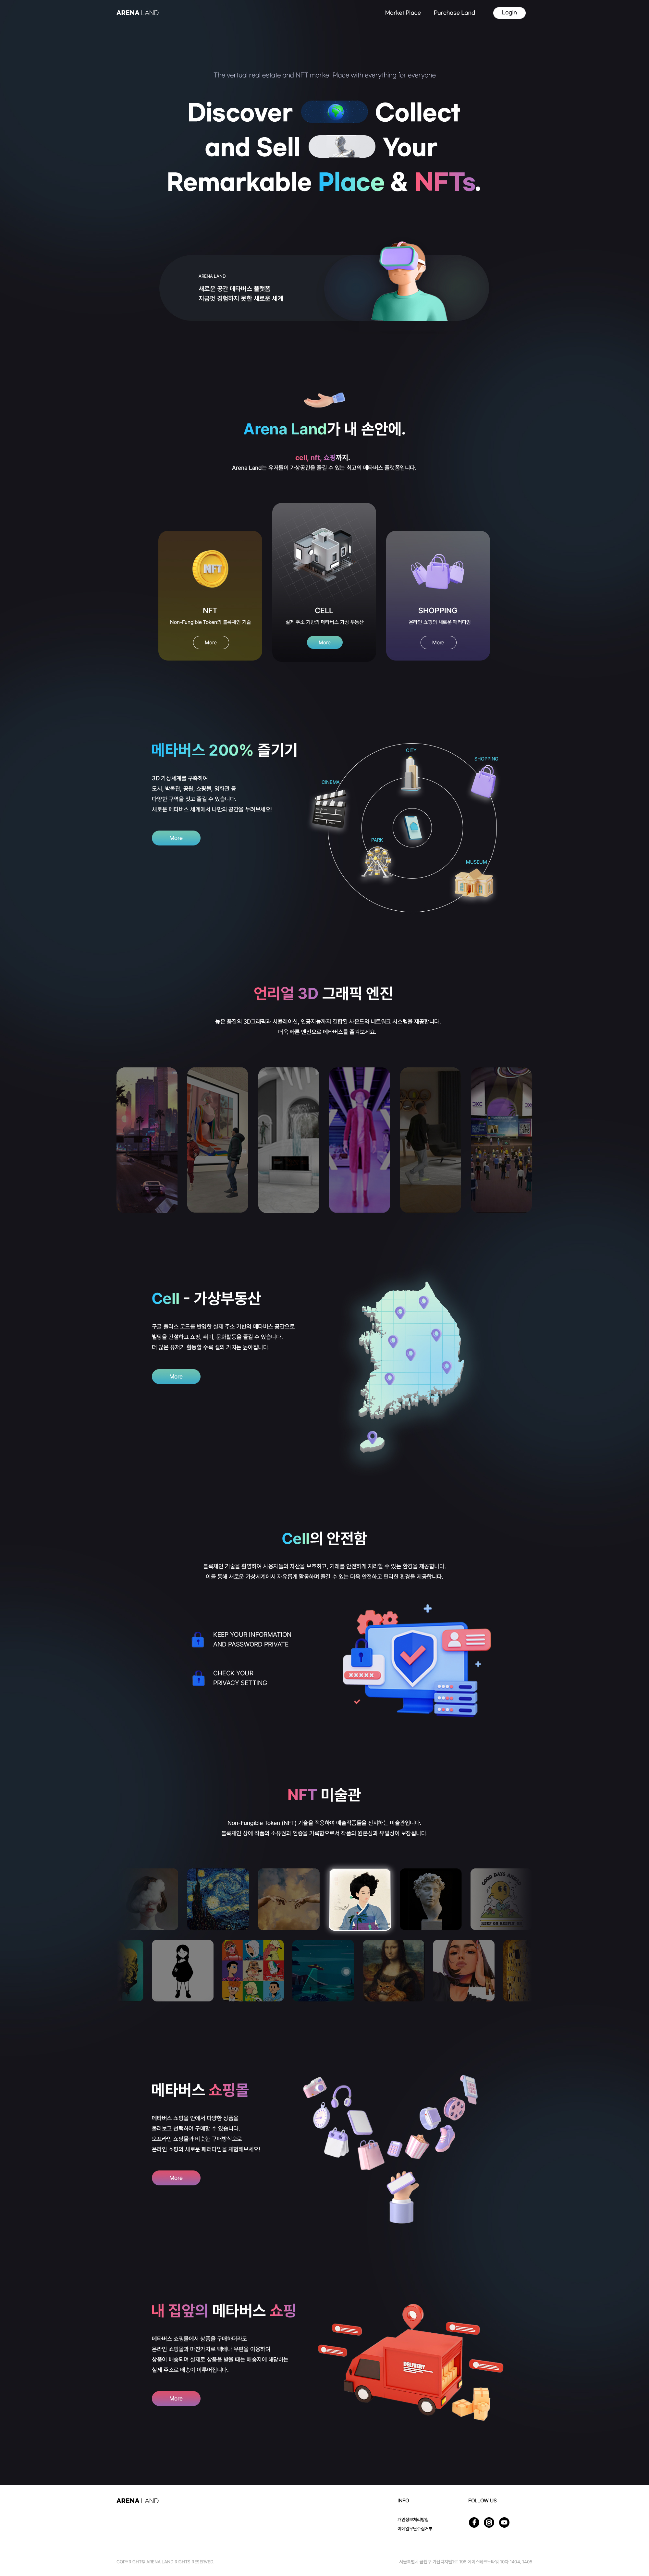 ARENA LAND
Market Place
Purchase Land
Login
The vertual real estate and NFT market Place with everything for everyone
Discover Collect
and Sell Your
Remarkable Place & NFTs.
ARENA LAND
새로운 공간 메타버스 플랫폼
지금껏 경험하지 못한 새로운 세계
Arena Land가 내 손안에.
cell, nft, 쇼핑까지.
Arena Land는 유저들이 가상공간을 즐길 수 있는 최고의 메타버스 플랫폼입니다.
NFT
NFT
Non-Fungible Token의 블록체인 기술
More
CELL
실제 주소 기반의 메타버스 가상 부동산
More
SHOPPING
온라인 쇼핑의 새로운 패러다임
More
메타버스 200% 즐기기
3D 가상세계를 구축하여
도시, 박물관, 공원, 쇼핑몰, 영화관 등
다양한 구역을 짓고 즐길 수 있습니다.
새로운 메타버스 세계에서 나만의 공간을 누려보세요!
More
CITY
SHOPPING
CINEMA
PARK
MUSEUM
언리얼 3D 그래픽 엔진
높은 품질의 3D그래픽과 시뮬레이션, 인공지능까지 결합된 사운드와 네트워크 시스템을 제공합니다.
더욱 빠른 엔진으로 메타버스를 즐겨보세요.
Cell - 가상부동산
구글 플러스 코드를 반영한 실제 주소 기반의 메타버스 공간으로
빌딩을 건설하고 쇼핑, 취미, 문화활동을 즐길 수 있습니다.
더 많은 유저가 활동할 수록 셀의 가치는 높아집니다.
More
Cell의 안전함
블록체인 기술을 활영하여 사용자들의 자산을 보호하고, 거래를 안전하게 처리할 수 있는 환경을 제공합니다.
이를 통해 새로운 가상세계에서 자유롭게 활동하며 즐길 수 있는 더욱 안전하고 편리한 환경을 제공합니다.
KEEP YOUR INFORMATION
AND PASSWORD PRIVATE
CHECK YOUR
PRIVACY SETTING
NFT 미술관
Non-Fungible Token (NFT) 기술을 적용하여 예술작품들을 전시하는 미술관입니다.
블록체인 상에 작품의 소유권과 인증을 기록함으로서 작품의 원본성과 유일성이 보장됩니다.
메타버스 쇼핑몰
메타버스 쇼핑몰 안에서 다양한 상품을
둘러보고 선택하여 구매할 수 있습니다.
오프라인 쇼핑몰과 비슷한 구매방식으로
온라인 쇼핑의 새로운 패러다임을 체험해보세요!
More
내 집앞의 메타버스 쇼핑
메타버스 쇼핑몰에서 상품을 구매하더라도
온라인 쇼핑몰과 마찬가지로 택배나 우편을 이용하여
상품이 배송되며 실제로 상품을 받을 때는 배송지에 해당하는
실제 주소로 배송이 이루어집니다.
More
DELIVERY
ARENA LAND
INFO
FOLLOW US
개인정보처리방침
이메일무단수집거부
COPYRIGHT© ARENA LAND RIGHTS RESERVED.